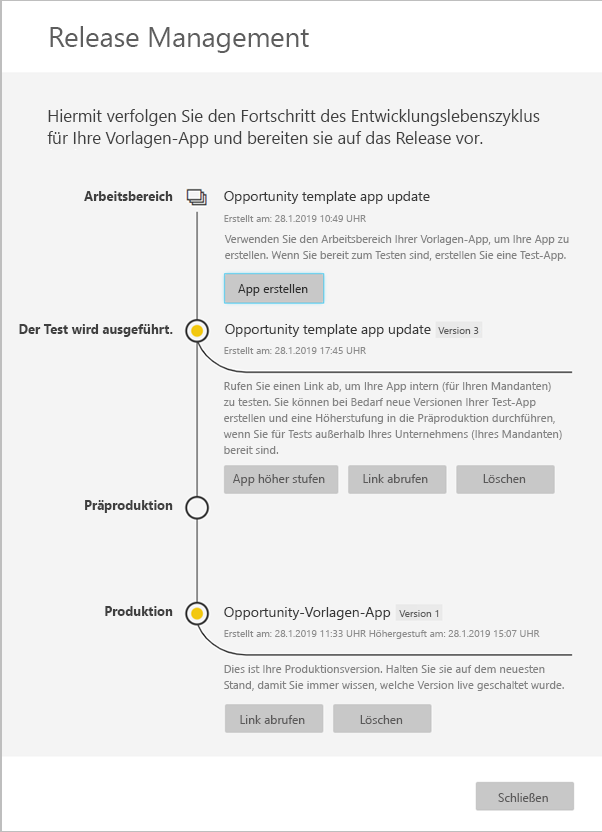 Release Management
Hiermit verfolgen Sie den Fortschritt des Entwicklungslebenszyklus
für Ihre Vorlagen-App und bereiten sie auf das Release vor.
Arbeitsbereich
Opportunity template app update
Erstellt am: 28.1.2019 10:49 UHR
Verwenden Sie den Arbeitsbereich Ihrer Vorlagen-App, um Ihre App zu
erstellen. Wenn Sie bereit zum Testen sind, erstellen Sie eine Test-App.
App erstellen
Der Test wird ausgeführt.
Opportunity template app update Version 3
Erstellt am: 28.1.2019 17:45 UHR
Rufen Sie einen Link ab, um Ihre App intern (für Ihren Mandanten)
zu testen. Sie können bei Bedarf neue Versionen Ihrer Test-App
erstellen und eine Höherstufung in die Präproduktion durchführen,
wenn Sie für Tests außerhalb Ihres Unternehmens (Ihres Mandanten)
bereit sind.
App höher stufen Link abrufen Löschen
Präproduktion
Produktion
Opportunity-Vorlagen-App Version 1
Erstellt am: 28.1.2019 11:33 UHR Höhergestuft am: 28.1.2019 15:07 UHR
Dies ist Ihre Produktionsversion. Halten Sie sie auf dem neuesten
Stand, damit Sie immer wissen, welche Version live geschaltet wurde.
Link abrufen Löschen
Schließen